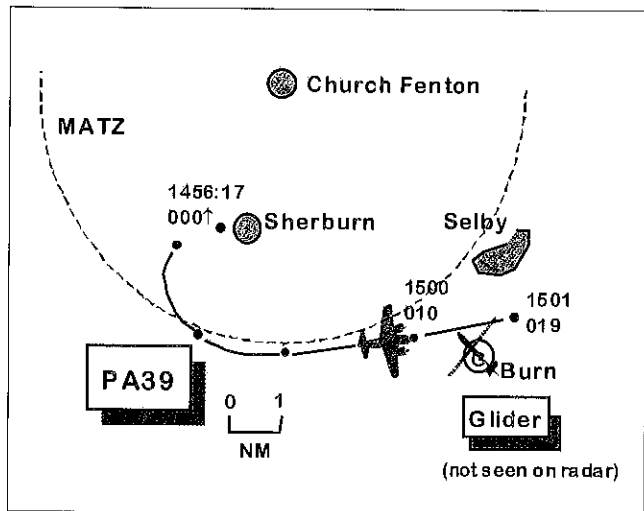 Church Fenton
MATZ
1456:17
000↑
Sherburn
Selby
1500
010
1501
019
PA39
0 1
NM
G
Burn
Glider
(not seen on radar)